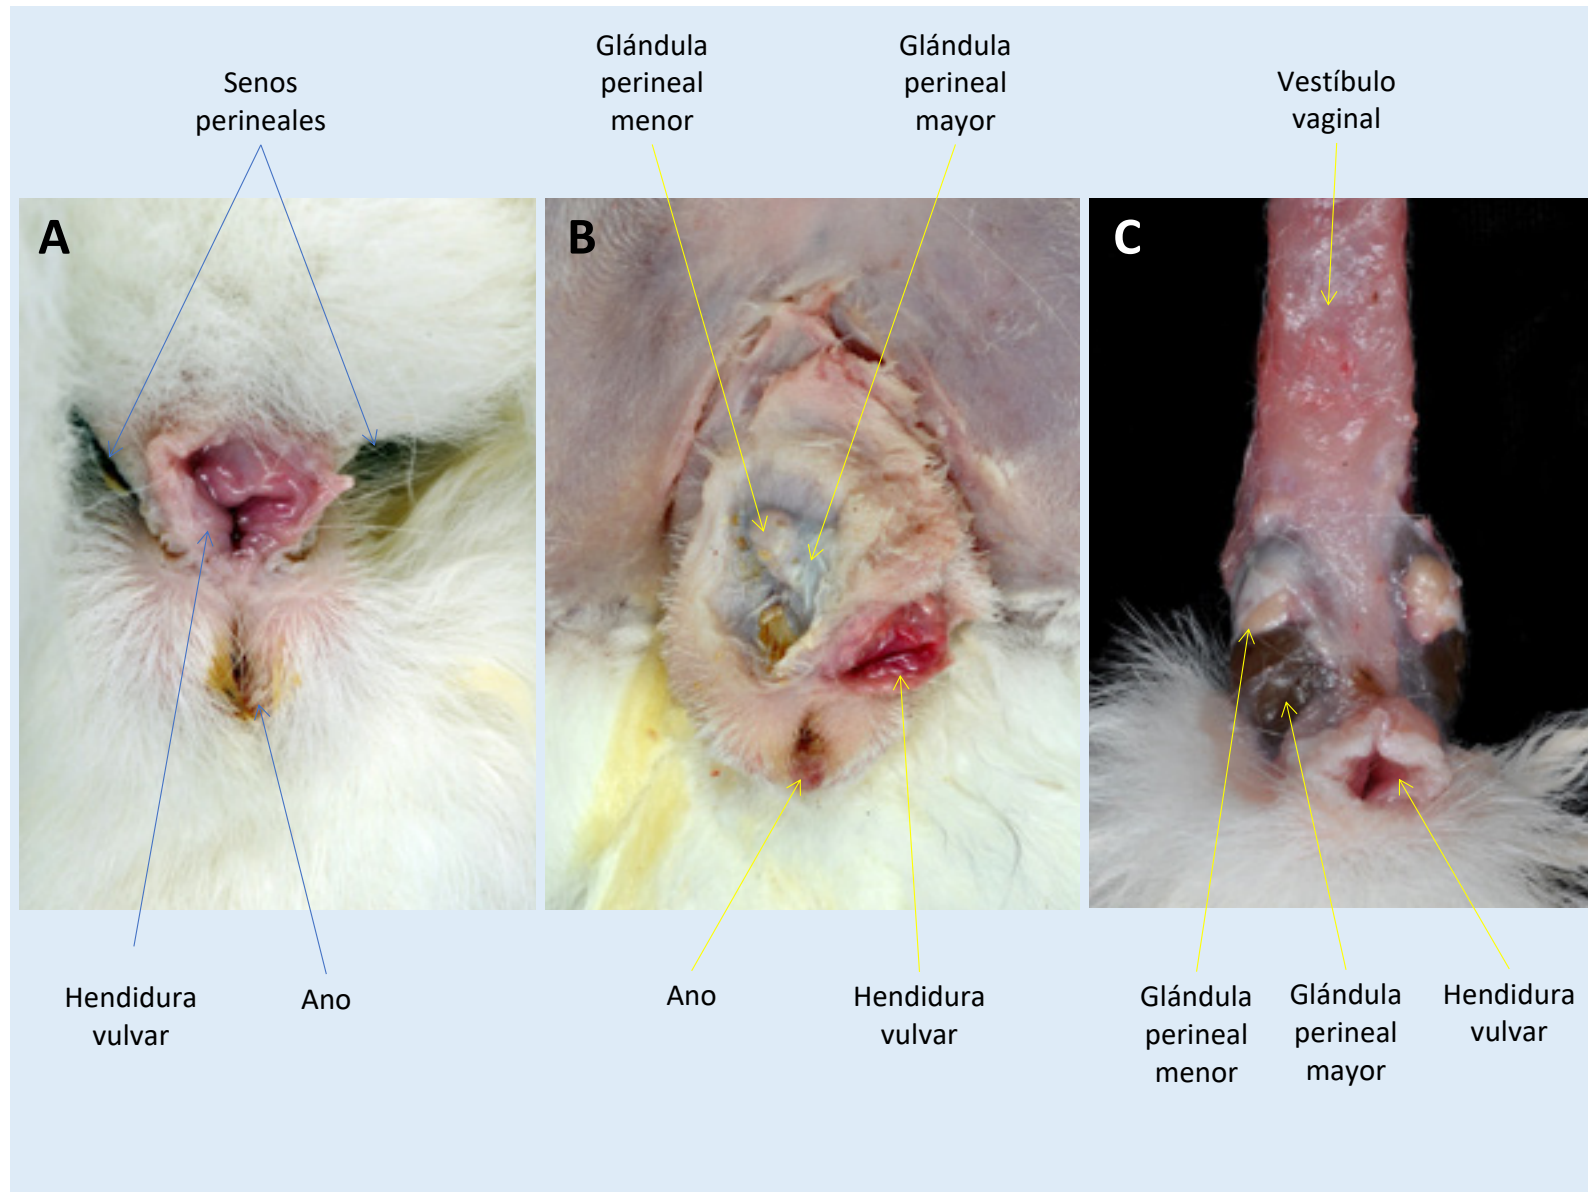 Senos
perineales
Glándula
perineal
menor
Glándula
perineal
mayor
Vestíbulo
vaginal
A
B
C
Hendidura
vulvar
Ano
Ano
Hendidura
vulvar
Glándula
perineal
menor
Glándula
perineal
mayor
Hendidura
vulvar